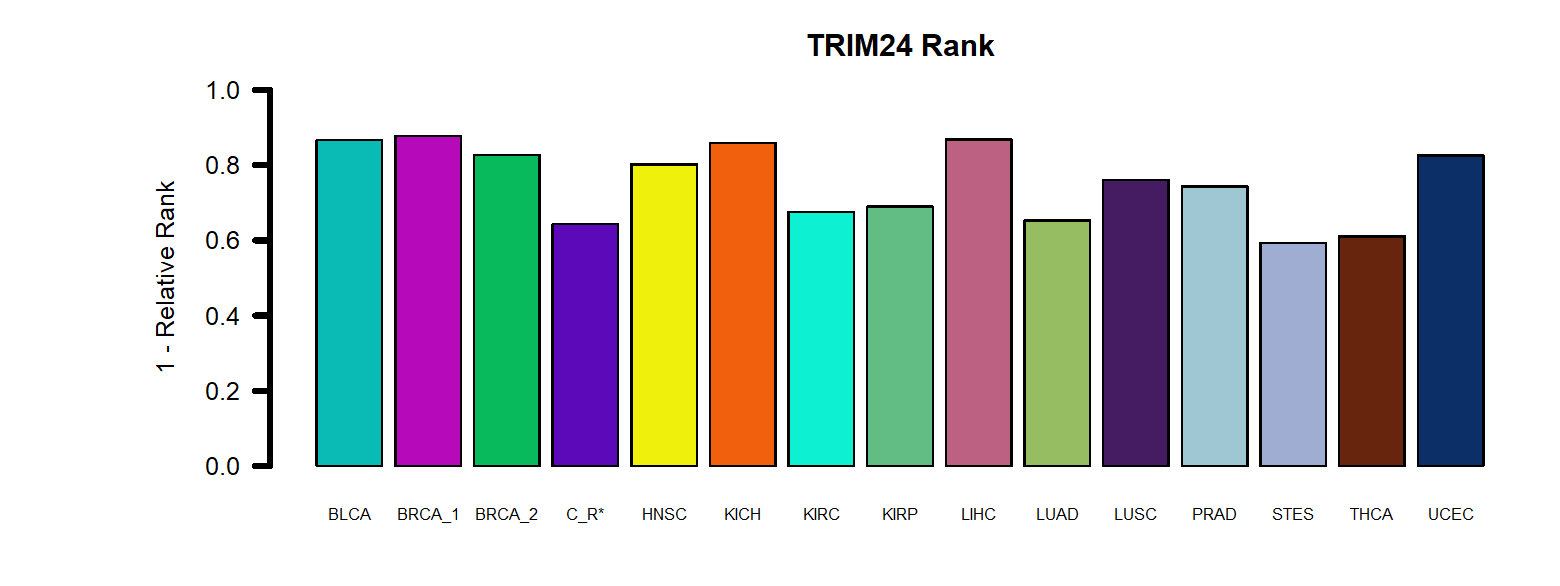 TRIM24 Rank
1 - Relative Rank
1.0
0.8
0.6
0.4
0.2
0.0
BLCA BRCA_1 BRCA_2 C_R* HNSC KICH KIRC KIRP LIHC LUAD LUSC PRAD STES THCA UCEC